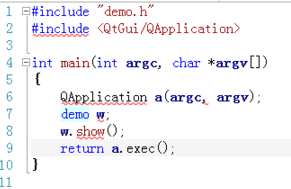 1 #include "demo.h"
2 #include <QtGui/QApplication>
3
4 int main(int argc, char *argv[])
5 {
6 QApplication a(argc, argv);
7 demo w;
8 w.show();
9 return a.exec();
10 }
11